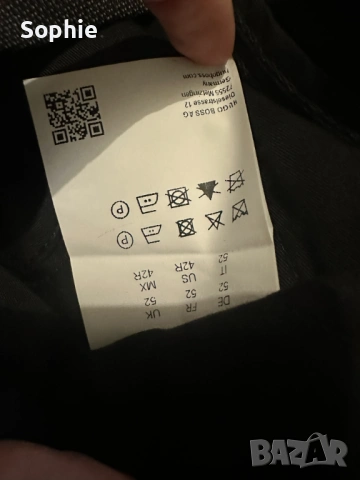 Sophie
DE FR UK
52 52 52
IT US MX
52 42R 42R
P
P
HUGO BOSS AG
Dieselstrasse 12
72555 Metzingen
Germany
hugoboss.com
BAZAR